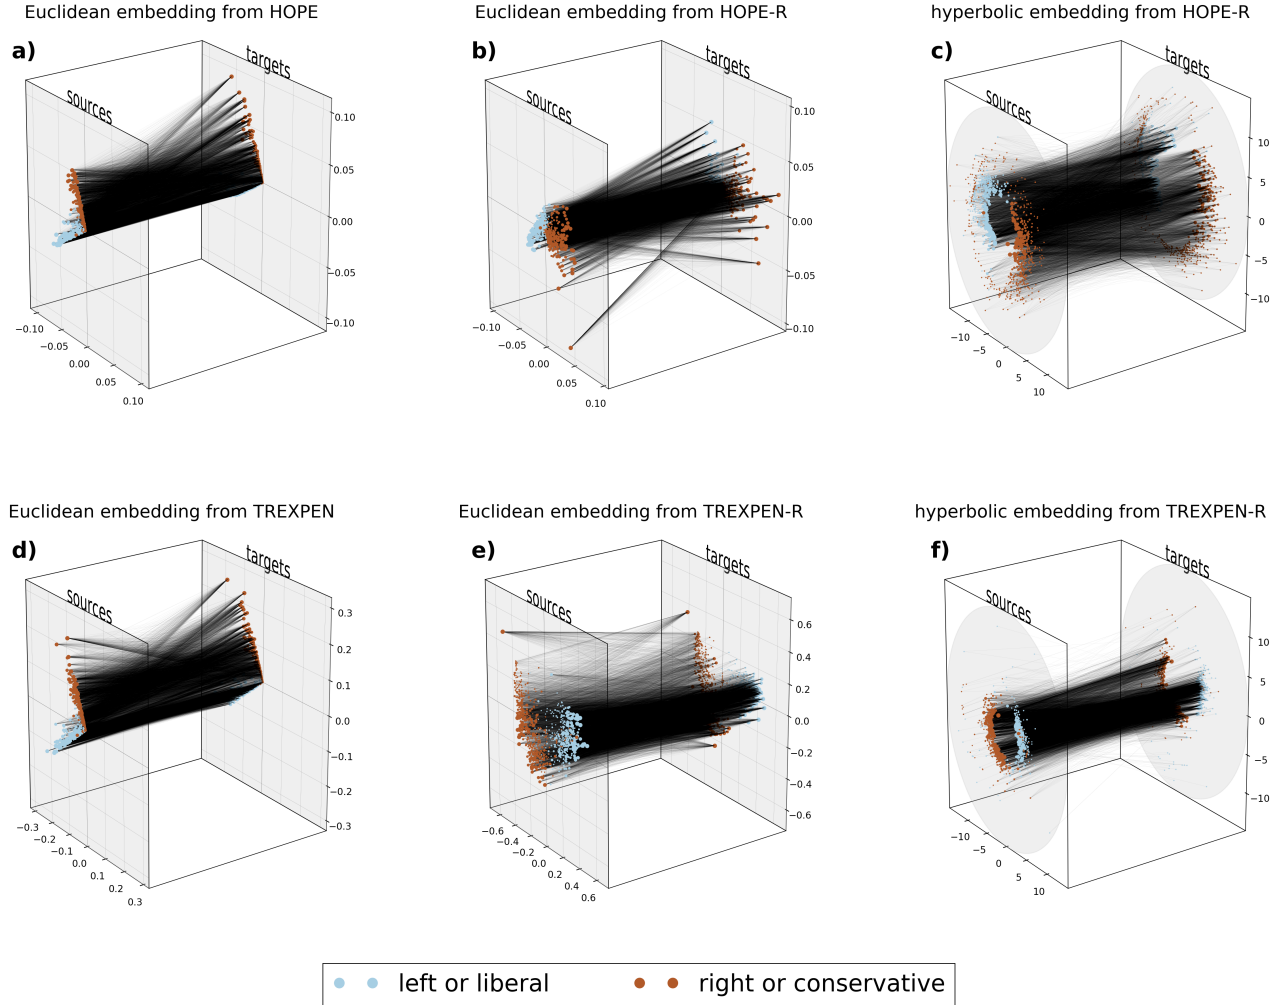 Euclidean embedding from HOPE
Euclidean embedding from HOPE-R
hyperbolic embedding from HOPE-R
a)
sources
targets
0.10
0.05
0.00
−0.05
−0.10
−0.10
−0.05
0.00
0.05
0.10
b)
sources
targets
0.10
0.05
0.00
−0.05
−0.10
−0.10
−0.05
0.00
0.05
0.10
c)
sources
targets
10
5
0
−5
−10
−10
−5
0
5
10
Euclidean embedding from TREXPEN
Euclidean embedding from TREXPEN-R
hyperbolic embedding from TREXPEN-R
d)
sources
targets
0.3
0.2
0.1
0.0
−0.1
−0.2
−0.3
−0.3
−0.2
−0.1
0.0
0.1
0.2
0.3
e)
sources
targets
0.6
0.4
0.2
0.0
−0.2
−0.4
−0.6
−0.6
−0.4
−0.2
0.0
0.2
0.4
0.6
f)
sources
targets
10
5
0
−5
−10
−10
−5
0
5
10
left or liberal
right or conservative